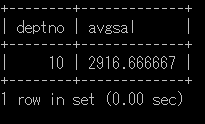 +--------+-------------+
| deptno | avgsal      |
+--------+-------------+
|     10 | 2916.666667 |
+--------+-------------+
1 row in set (0.00 sec)